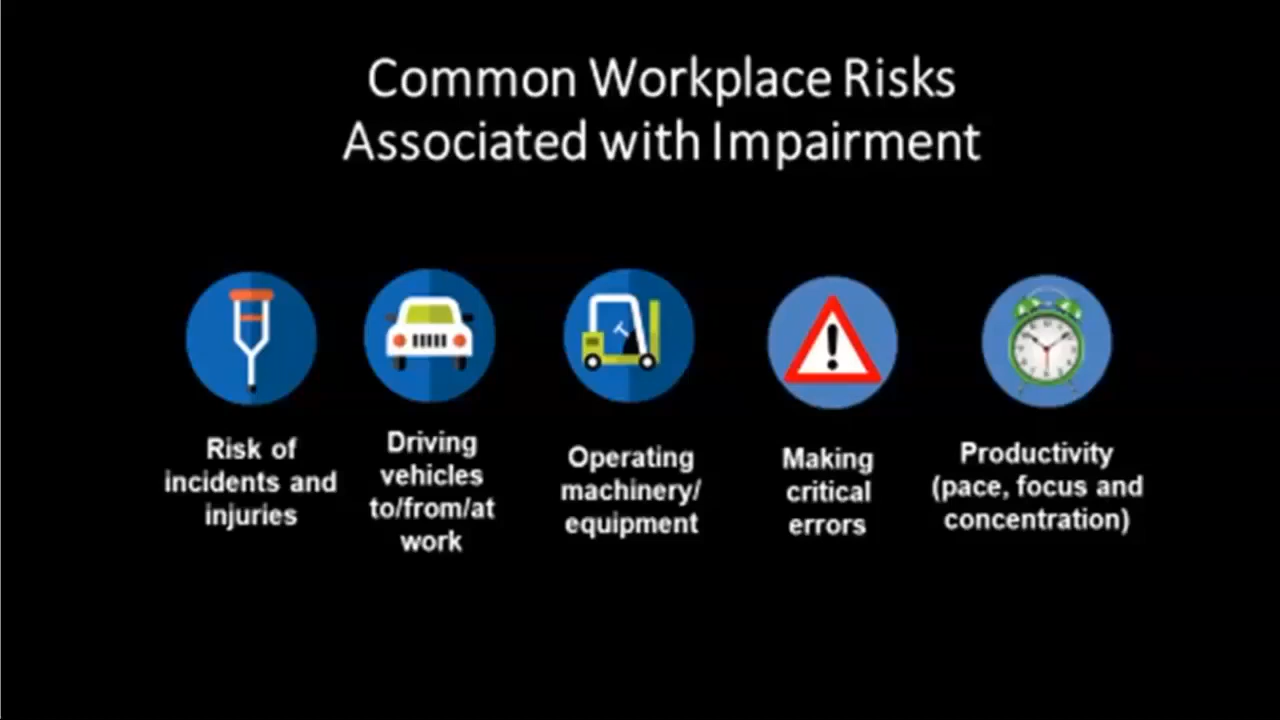 Common Workplace Risks
Associated with Impairment
Risk of
incidents and
injuries
Driving
vehicles
to/from/at
work
Operating
machinery/
equipment
Making
critical
errors
Productivity
(pace, focus and
concentration)